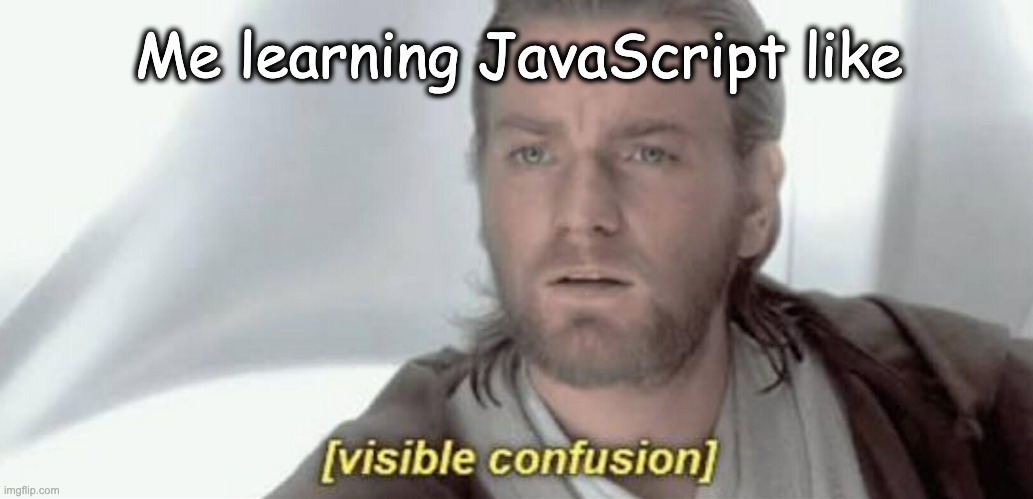 Me learning JavaScript like
[visible confusion]
imgflip.com